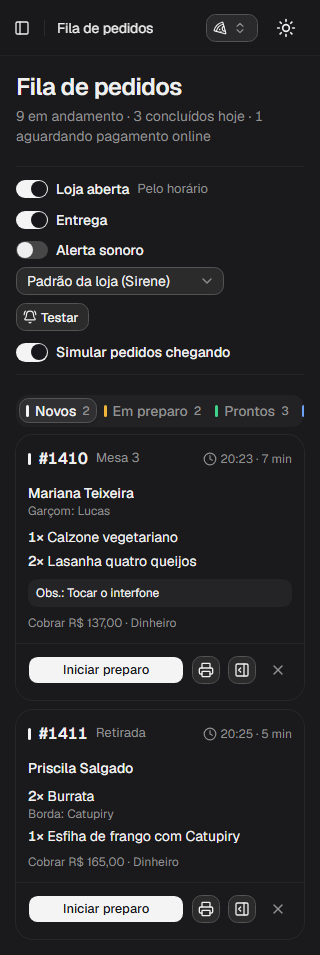 Fila de pedidos
Fila de pedidos
9 em andamento · 3 concluídos hoje · 1
aguardando pagamento online
Loja aberta Pelo horário
Entrega
Alerta sonoro
Padrão da loja (Sirene)
Testar
Simular pedidos chegando
Novos 2 Em preparo 2 Prontos 3
#1410 Mesa 3 20:23 · 7 min
Mariana Teixeira
Garçom: Lucas
1× Calzone vegetariano
2× Lasanha quatro queijos
Obs.: Tocar o interfone
Cobrar R$ 137,00 · Dinheiro
Iniciar preparo
#1411 Retirada 20:25 · 5 min
Priscila Salgado
2× Burrata
Borda: Catupiry
1× Esfiha de frango com Catupiry
Cobrar R$ 165,00 · Dinheiro
Iniciar preparo